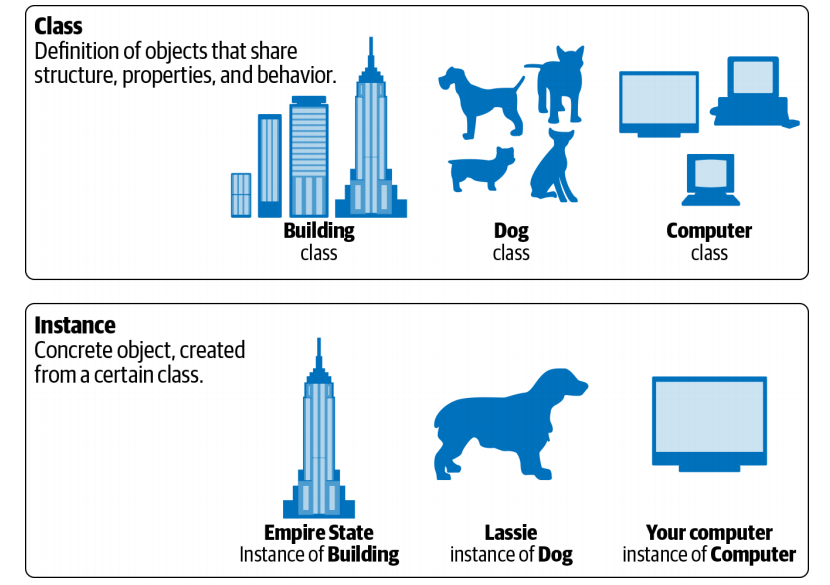 Class
Definition of objects that share
structure, properties, and behavior.
Building
class
Dog
class
Computer
class
Instance
Concrete object, created
from a certain class.
Empire State
Instance of Building
Lassie
instance of Dog
Your computer
instance of Computer